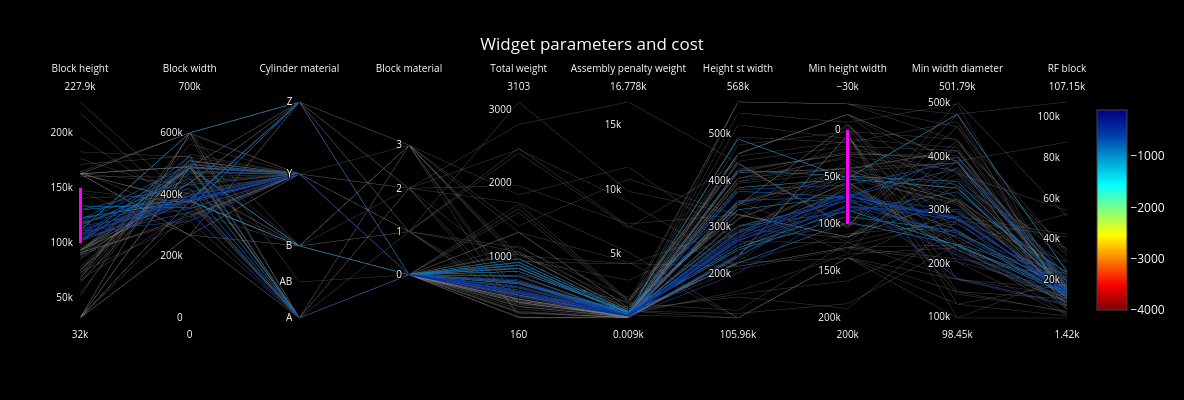 Widget parameters and cost
Block height Block width Cylinder material Block material Total weight Assembly penalty weight Height st width Min height width Min width diameter RF block
227.9k 700k 3103 16.778k 568k −30k 501.79k 107.15k
Z 500k
3000 100k
200k 600k 15k 500k 0 −1000
3 400k 80k
Y 2000 400k 50k
150k 2 10k −2000
400k 300k 60k
100k 1 300k 100k
B 1000 5k 40k −3000
200k 0 200k 150k 200k
AB 20k
50k −4000
0 A 200k 100k
32k 0 160 0.009k 105.96k 200k 98.45k 1.42k